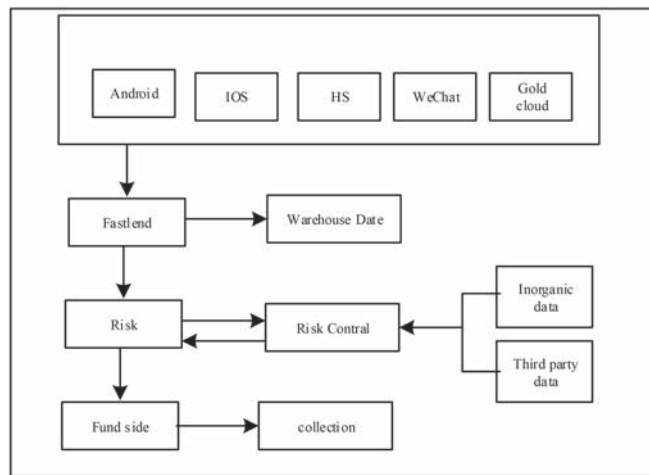 Android
IOS
HS
WeChat
Gold
cloud
Fastlend
Warehouse Date
Risk
Risk Contral
Inorganic
data
Third party
data
Fund side
collection